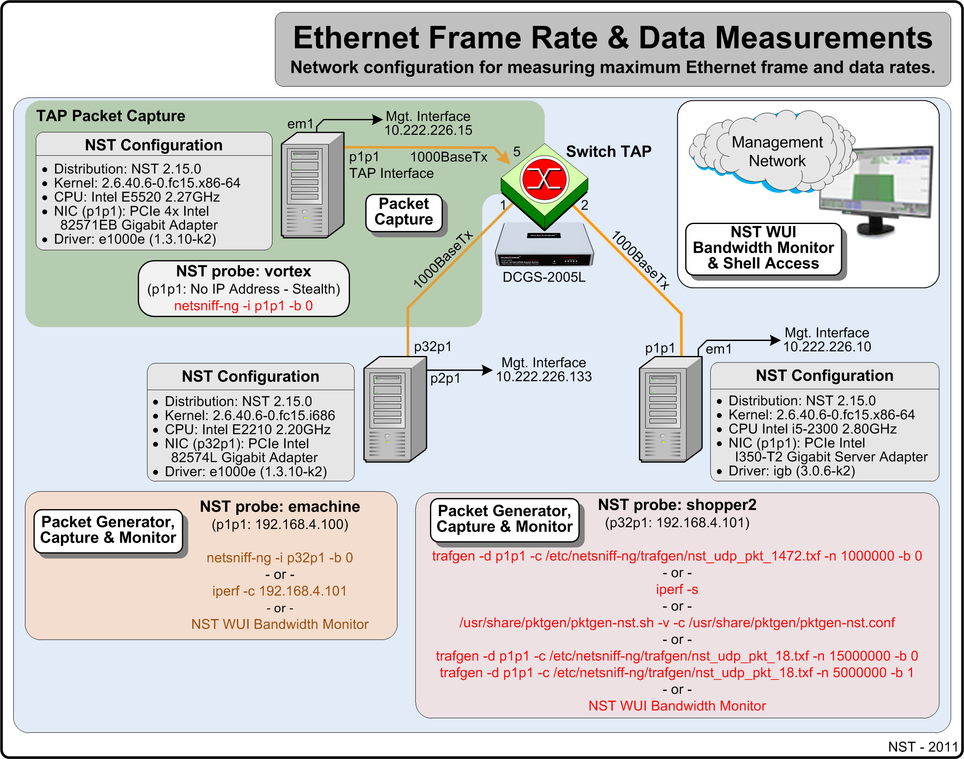 Ethernet Frame Rate & Data Measurements
Network configuration for measuring maximum Ethernet frame and data rates.
TAP Packet Capture
NST Configuration
• Distribution: NST 2.15.0
• Kernel: 2.6.40.6-0.fc15.x86-64
• CPU: Intel E5520 2.27GHz
• NIC (p1p1): PCIe 4x Intel
82571EB Gigabit Adapter
• Driver: e1000e (1.3.10-k2)
em1
Mgt. Interface
10.222.226.15
p1p1
1000BaseTx
TAP Interface
5
Switch TAP
Packet
Capture
1
2
1000BaseTx
1000BaseTx
DCGS-2005L
NST probe: vortex
(p1p1: No IP Address - Stealth)
netsniff-ng -i p1p1 -b 0
Management
Network
NST WUI
Bandwidth Monitor
& Shell Access
p32p1
p2p1
Mgt. Interface
10.222.226.133
p1p1
em1
Mgt. Interface
10.222.226.10
NST Configuration
• Distribution: NST 2.15.0
• Kernel: 2.6.40.6-0.fc15.i686
• CPU: Intel E2210 2.20GHz
• NIC (p32p1): PCIe Intel
82574L Gigabit Adapter
• Driver: e1000e (1.3.10-k2)
NST Configuration
• Distribution: NST 2.15.0
• Kernel: 2.6.40.6-0.fc15.x86-64
• CPU Intel i5-2300 2.80GHz
• NIC (p1p1): PCIe Intel
I350-T2 Gigabit Server Adapter
• Driver: igb (3.0.6-k2)
Packet Generator,
Capture & Monitor
NST probe: emachine
(p1p1: 192.168.4.100)
netsniff-ng -i p32p1 -b 0
- or -
iperf -c 192.168.4.101
- or -
NST WUI Bandwidth Monitor
Packet Generator,
Capture & Monitor
NST probe: shopper2
(p32p1: 192.168.4.101)
trafgen -d p1p1 -c /etc/netsniff-ng/trafgen/nst_udp_pkt_1472.txf -n 1000000 -b 0
- or -
iperf -s
- or -
/usr/share/pktgen/pktgen-nst.sh -v -c /usr/share/pktgen/pktgen-nst.conf
- or -
trafgen -d p1p1 -c /etc/netsniff-ng/trafgen/nst_udp_pkt_18.txf -n 15000000 -b 0
trafgen -d p1p1 -c /etc/netsniff-ng/trafgen/nst_udp_pkt_18.txf -n 5000000 -b 1
- or -
NST WUI Bandwidth Monitor
NST - 2011